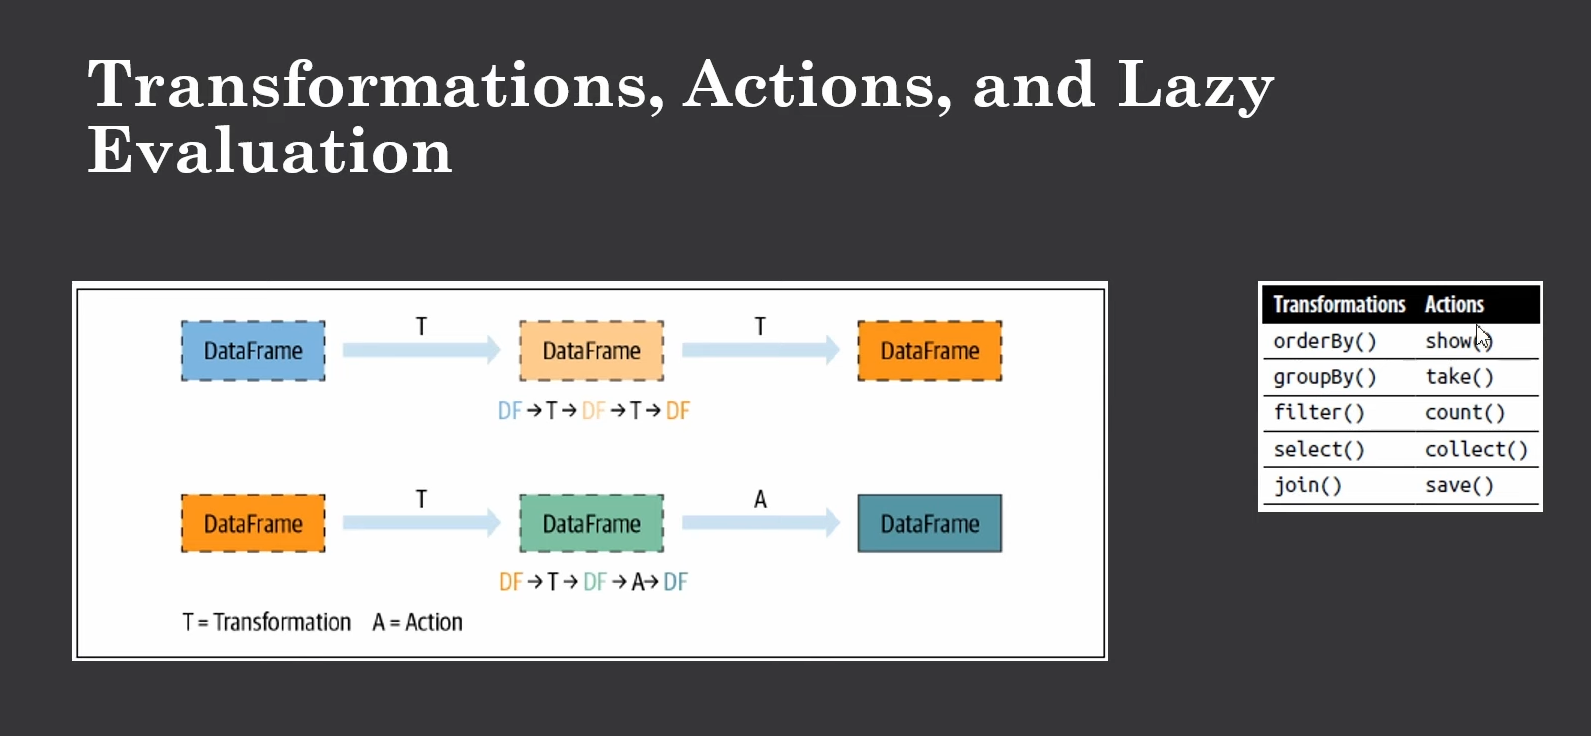 Transformations, Actions, and Lazy
Evaluation
T T
DataFrame DataFrame DataFrame
DF→T→DF→T→DF
T A
DataFrame DataFrame DataFrame
DF→T→DF→A→DF
T = Transformation A = Action
Transformations Actions
orderBy() show()
groupBy() take()
filter() count()
select() collect()
join() save()